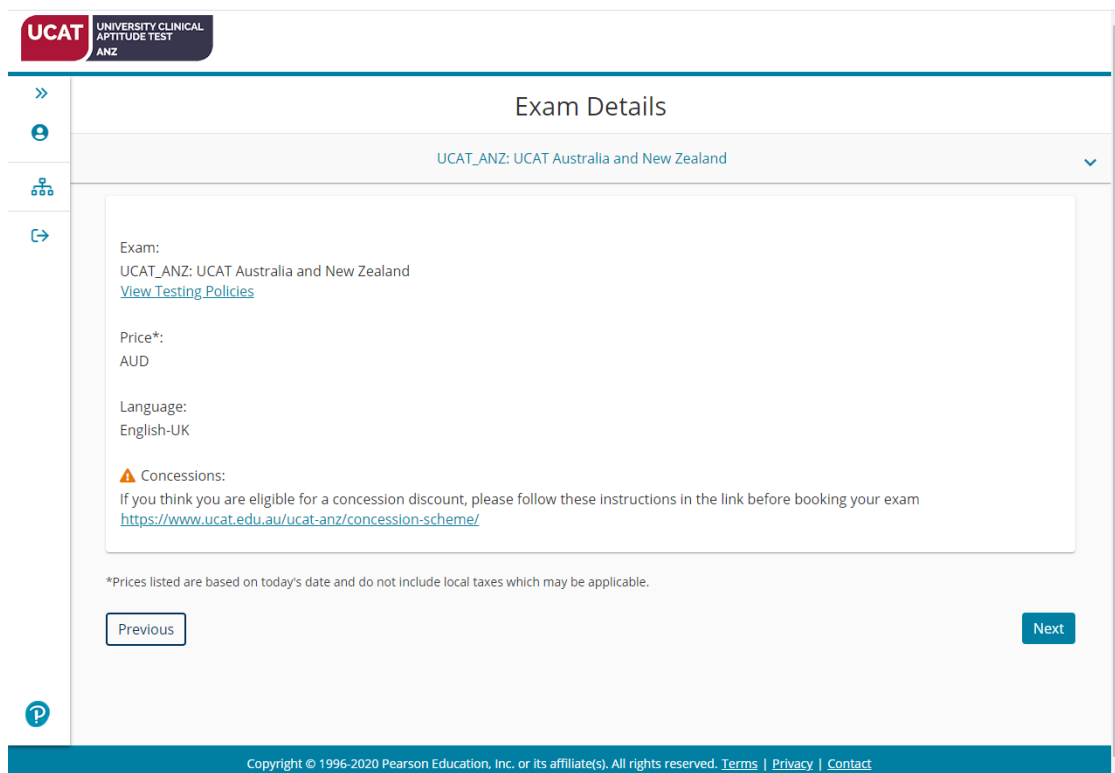 UCAT
UNIVERSITY CLINICAL
APTITUDE TEST
ANZ
Exam Details
UCAT_ANZ: UCAT Australia and New Zealand
Exam:
UCAT_ANZ: UCAT Australia and New Zealand
View Testing Policies
Price*:
AUD
Language:
English-UK
Concessions:
If you think you are eligible for a concession discount, please follow these instructions in the link before booking your exam
https://www.ucat.edu.au/ucat-anz/concession-scheme/
*Prices listed are based on today's date and do not include local taxes which may be applicable.
Previous
Next
Copyright © 1996-2020 Pearson Education, Inc. or its affiliate(s). All rights reserved. Terms | Privacy | Contact